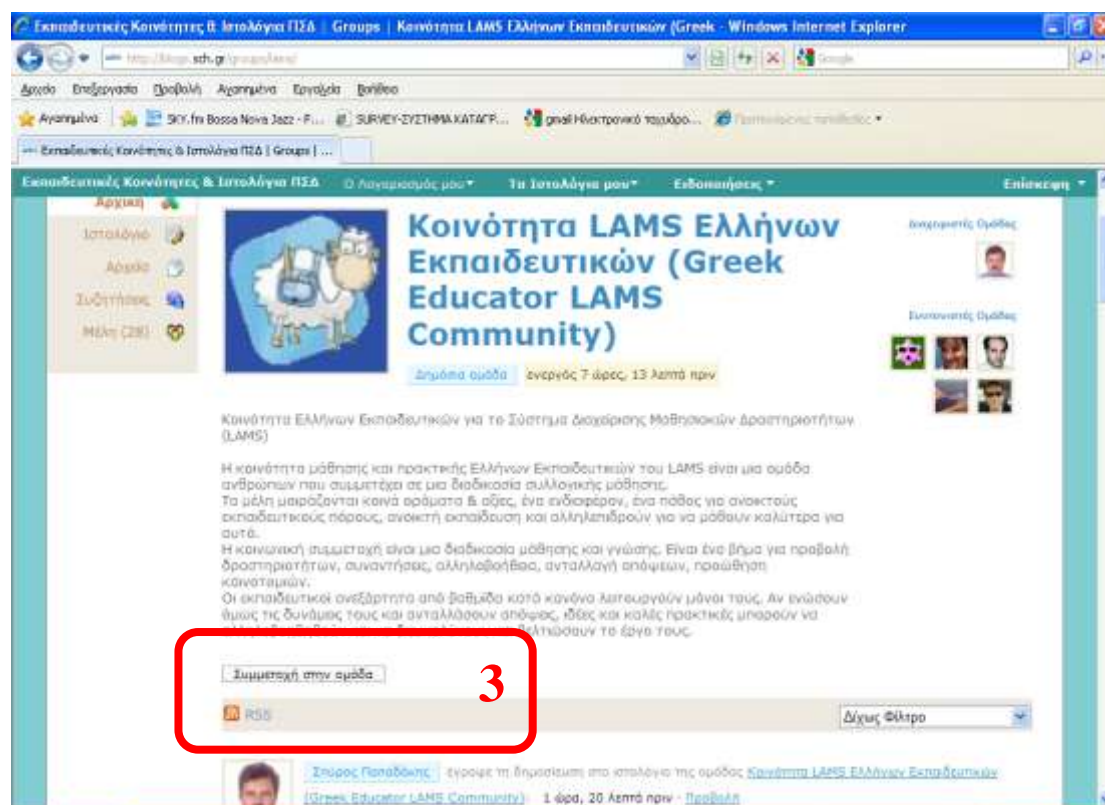 Εκπαιδευτικές Κοινότητες & Ιστολόγια ΠΣΔ | Groups | Κοινότητα LAMS Ελλήνων Εκπαιδευτικών (Greek - Windows Internet Explorer
http://blogs.sch.gr/groups/lams/
Google
Αρχείο Επεξεργασία Προβολή Αγαπημένα Εργαλεία Βοήθεια
Αγαπημένα SKY.fm Bossa Nova Jazz - F... SURVEY-ΣΥΣΤΗΜΑ ΚΑΤΑΓΡ... gmail Ηλεκτρονικό ταχυδρο...
Εκπαιδευτικές Κοινότητες & Ιστολόγια ΠΣΔ | Groups | ...
Εκπαιδευτικές Κοινότητες & Ιστολόγια ΠΣΔ Ο Λογαριασμός μου Τα Ιστολόγια μου Ειδοποιήσεις Επίσκεψη
Αρχική
Ιστολόγιο
Αρχεία
Συζητήσεις
Μέλη (28)
Κοινότητα LAMS Ελλήνων
Εκπαιδευτικών (Greek
Educator LAMS
Community)
Δημόσια ομάδα ενεργός 7 ώρες, 13 λεπτά πριν
Διαχειριστής Ομάδας
Συντονιστές Ομάδας
Κοινότητα Ελλήνων Εκπαιδευτικών για το Σύστημα Διαχείρισης Μαθησιακών Δραστηριοτήτων
(LAMS)
Η κοινότητα μάθησης και πρακτικής Ελλήνων Εκπαιδευτικών του LAMS είναι μια ομάδα
ανθρώπων που συμμετέχει σε μια διαδικασία συλλογικής μάθησης.
Τα μέλη μοιράζονται κοινά οράματα & αξίες, ένα ενδιαφέρον, ένα πάθος για ανοικτούς
εκπαιδευτικούς πόρους, ανοικτή εκπαίδευση και αλληλεπιδρούν για να μάθουν καλύτερα για
αυτά.
Η κοινωνική συμμετοχή είναι μια διαδικασία μάθησης και γνώσης. Είναι ένα βήμα για προβολή
δραστηριοτήτων, συναντήσεις, αλληλοβοήθεια, ανταλλαγή απόψεων, προώθηση
καινοτομιών.
Οι εκπαιδευτικοί ανεξάρτητα από βαθμίδα κατά κανόνα λειτουργούν μόνοι τους. Αν ενώσουν
όμως τις δυνάμεις τους και ανταλλάσουν απόψεις, ιδέες και καλές πρακτικές μπορούν να
βελτιώσουν το έργο τους.
Συμμετοχή στην ομάδα
3
RSS
Δίχως Φίλτρο
Σπύρος Παπαδάκης έγραψε τη δημοσίευση στο ιστολόγιο της ομάδας Κοινότητα LAMS Ελλήνων Εκπαιδευτικών
(Greek Educator LAMS Community) 1 ώρα, 20 λεπτά πριν - Προβολή